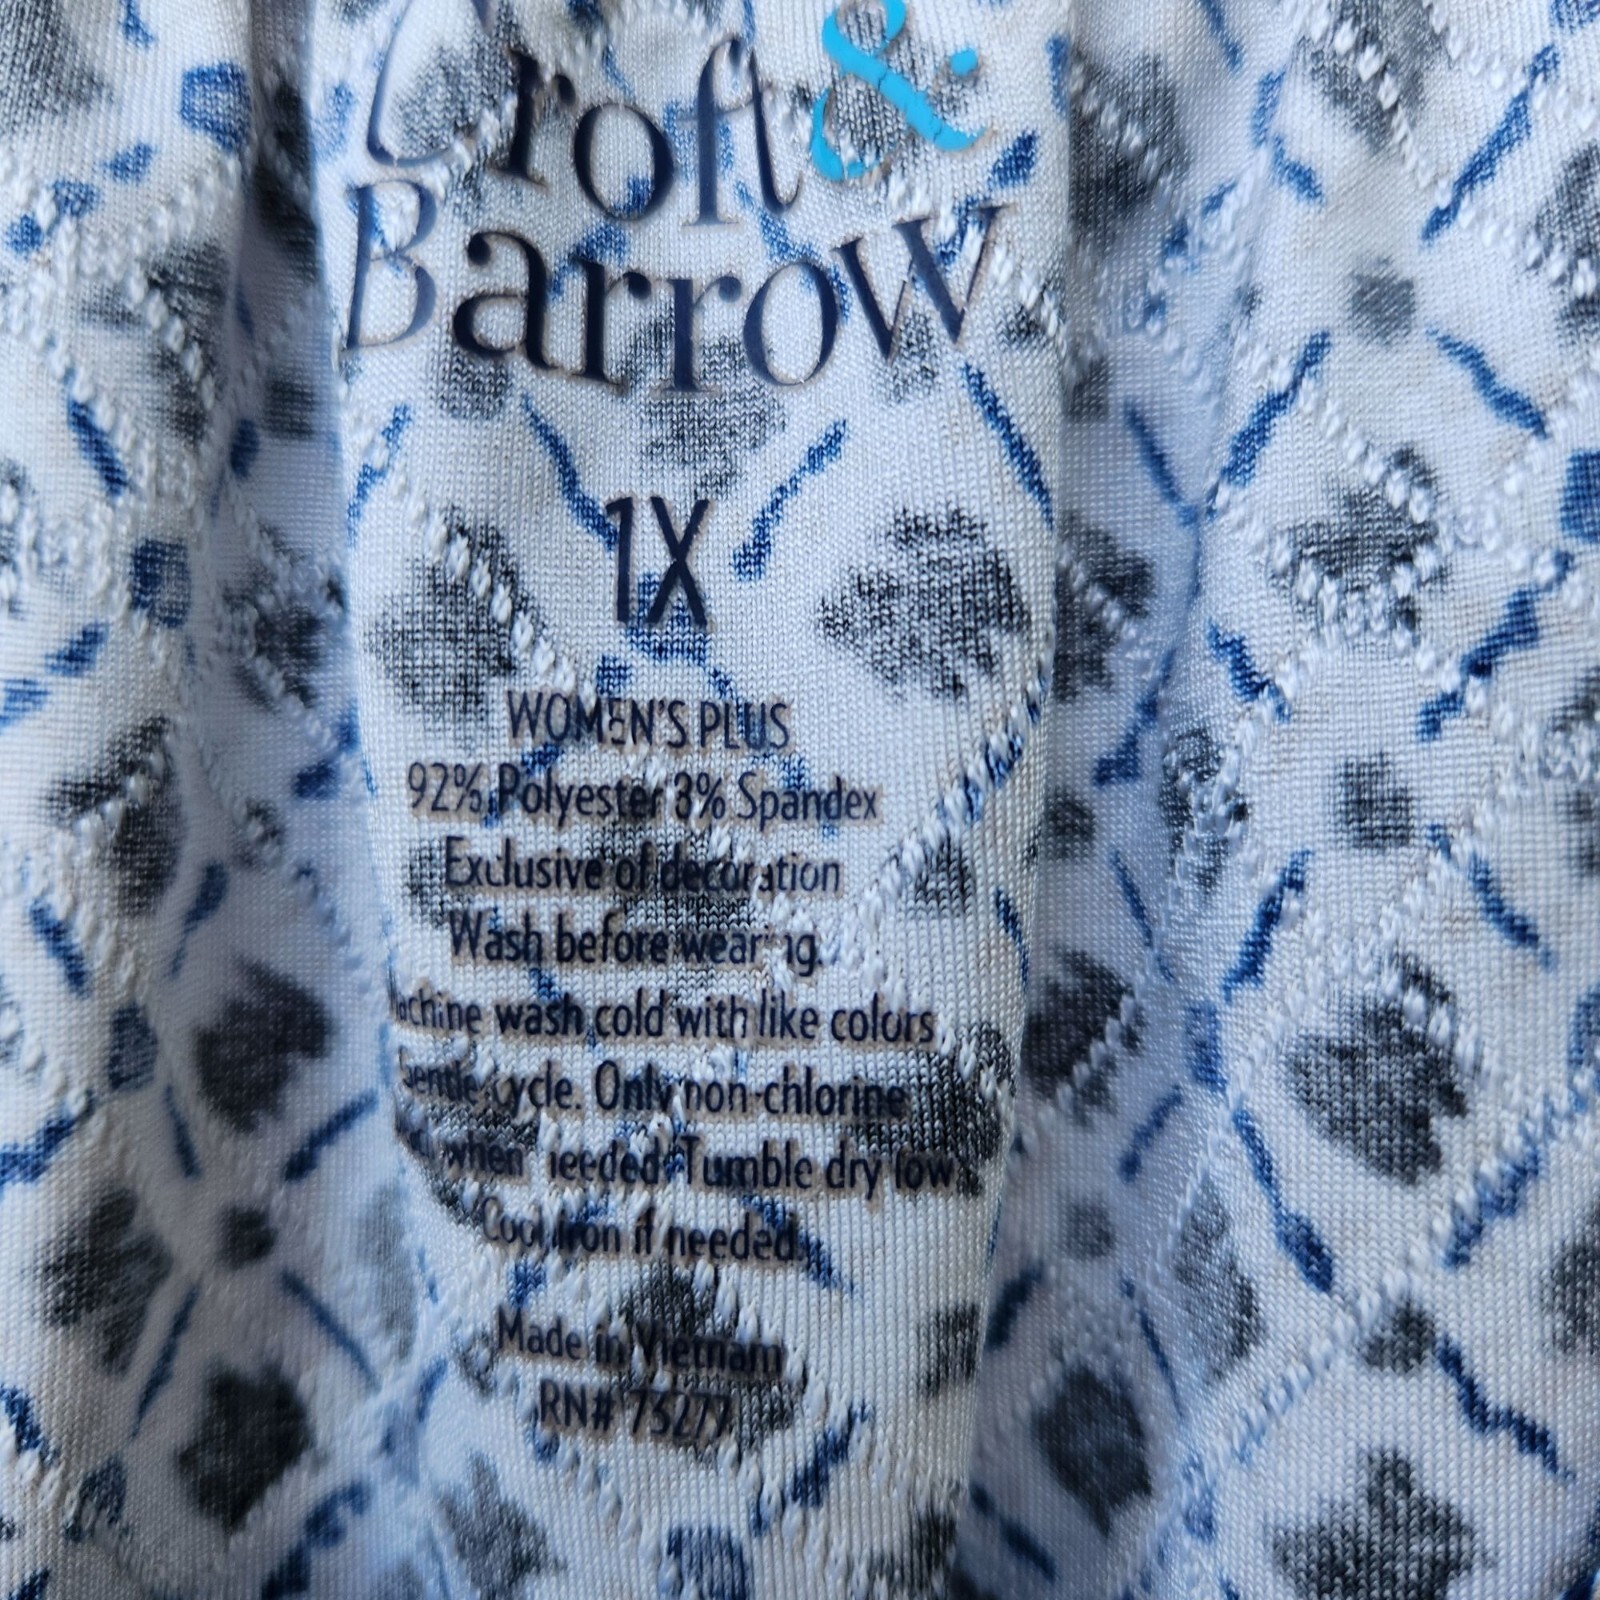 Croft &
Barrow
1X
WOMEN'S PLUS
92% Polyester 8% Spandex
Exclusive of decoration
Wash before wearing.
Machine wash cold with like colors
Gentle cycle. Only non-chlorine
when needed. Tumble dry low.
Cool iron if needed.
Made in Vietnam
RN# 73277